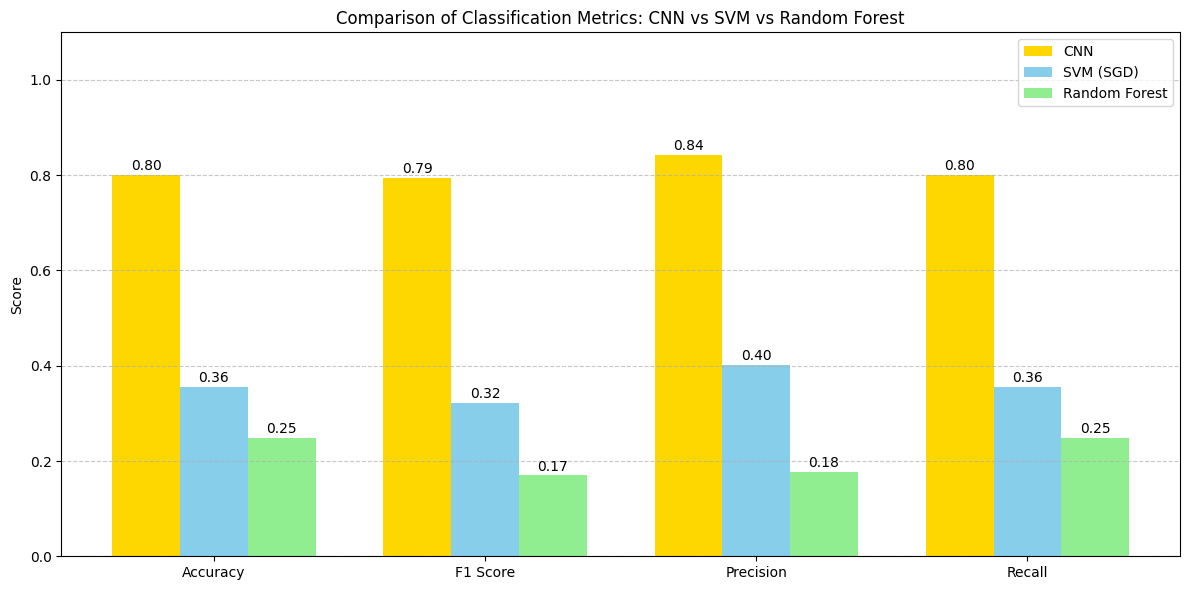 Comparison of Classification Metrics: CNN vs SVM vs Random Forest
CNN
SVM (SGD)
Random Forest
Score
1.0
0.8
0.6
0.4
0.2
0.0
0.80
0.36
0.25
0.79
0.32
0.17
0.84
0.40
0.18
0.80
0.36
0.25
Accuracy
F1 Score
Precision
Recall